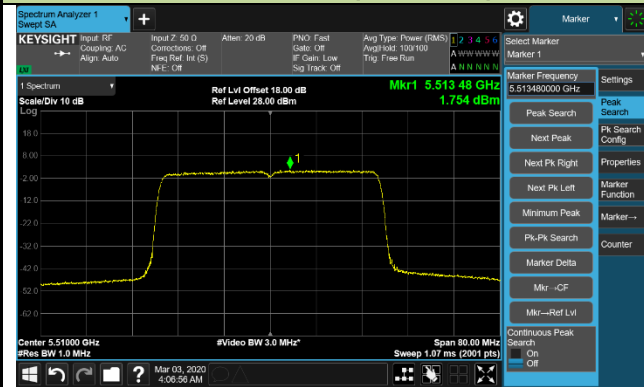 Spectrum Analyzer 1
Swept SA
Marker
KEYSIGHT
Input: RF
Coupling: AC
Align: Auto
Input Z: 50 Ω
Corrections: Off
Freq Ref: Int (S)
NFE: Off
Atten: 20 dB
PNO: Fast
Gate: Off
IF Gain: Low
Sig Track: Off
Avg Type: Power (RMS)
Avg|Hold: 100/100
Trig: Free Run
1 2 3 4 5 6
A W W W W W
A N N N N N
Select Marker
Marker 1
1 Spectrum
Scale/Div 10 dB
Ref Lvl Offset 18.00 dB
Ref Level 28.00 dBm
Mkr1 5.513 48 GHz
1.754 dBm
Log
18.0
8.00
-2.00
-12.0
-22.0
-32.0
-42.0
-52.0
-62.0
1
Center 5.51000 GHz
#Res BW 1.0 MHz
#Video BW 3.0 MHz*
Span 80.00 MHz
Sweep 1.07 ms (2001 pts)
Marker Frequency
5.513480000 GHz
Peak Search
Next Peak
Next Pk Right
Next Pk Left
Minimum Peak
Pk-Pk Search
Marker Delta
Mkr→CF
Mkr→Ref Lvl
Continuous Peak
Search
On
Off
Settings
Peak
Search
Pk Search
Config
Properties
Marker
Function
Marker→
Counter
Mar 03, 2020
4:06:56 AM